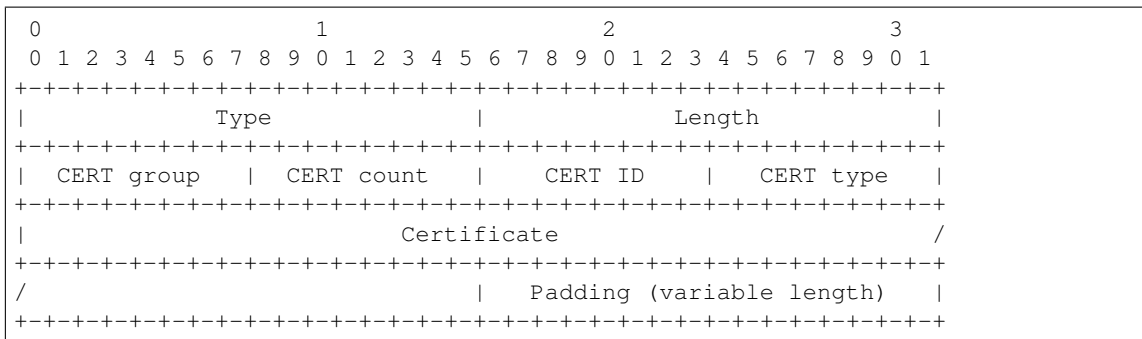 0                   1                   2                   3
 0 1 2 3 4 5 6 7 8 9 0 1 2 3 4 5 6 7 8 9 0 1 2 3 4 5 6 7 8 9 0 1
+-+-+-+-+-+-+-+-+-+-+-+-+-+-+-+-+-+-+-+-+-+-+-+-+-+-+-+-+-+-+-+-+
|             Type              |             Length            |
+-+-+-+-+-+-+-+-+-+-+-+-+-+-+-+-+-+-+-+-+-+-+-+-+-+-+-+-+-+-+-+-+
|  CERT group   |  CERT count   |    CERT ID    |   CERT type   |
+-+-+-+-+-+-+-+-+-+-+-+-+-+-+-+-+-+-+-+-+-+-+-+-+-+-+-+-+-+-+-+-+
|                          Certificate                          /
+-+-+-+-+-+-+-+-+-+-+-+-+-+-+-+-+-+-+-+-+-+-+-+-+-+-+-+-+-+-+-+-+
/                               |   Padding (variable length)   |
+-+-+-+-+-+-+-+-+-+-+-+-+-+-+-+-+-+-+-+-+-+-+-+-+-+-+-+-+-+-+-+-+